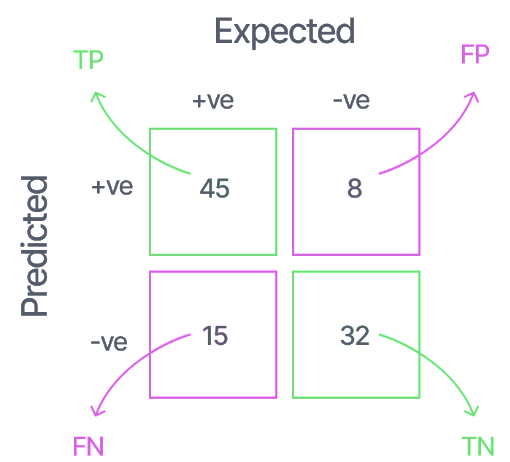 Expected
TP
FP
+ve
-ve
Predicted
+ve
45
8
-ve
15
32
FN
TN